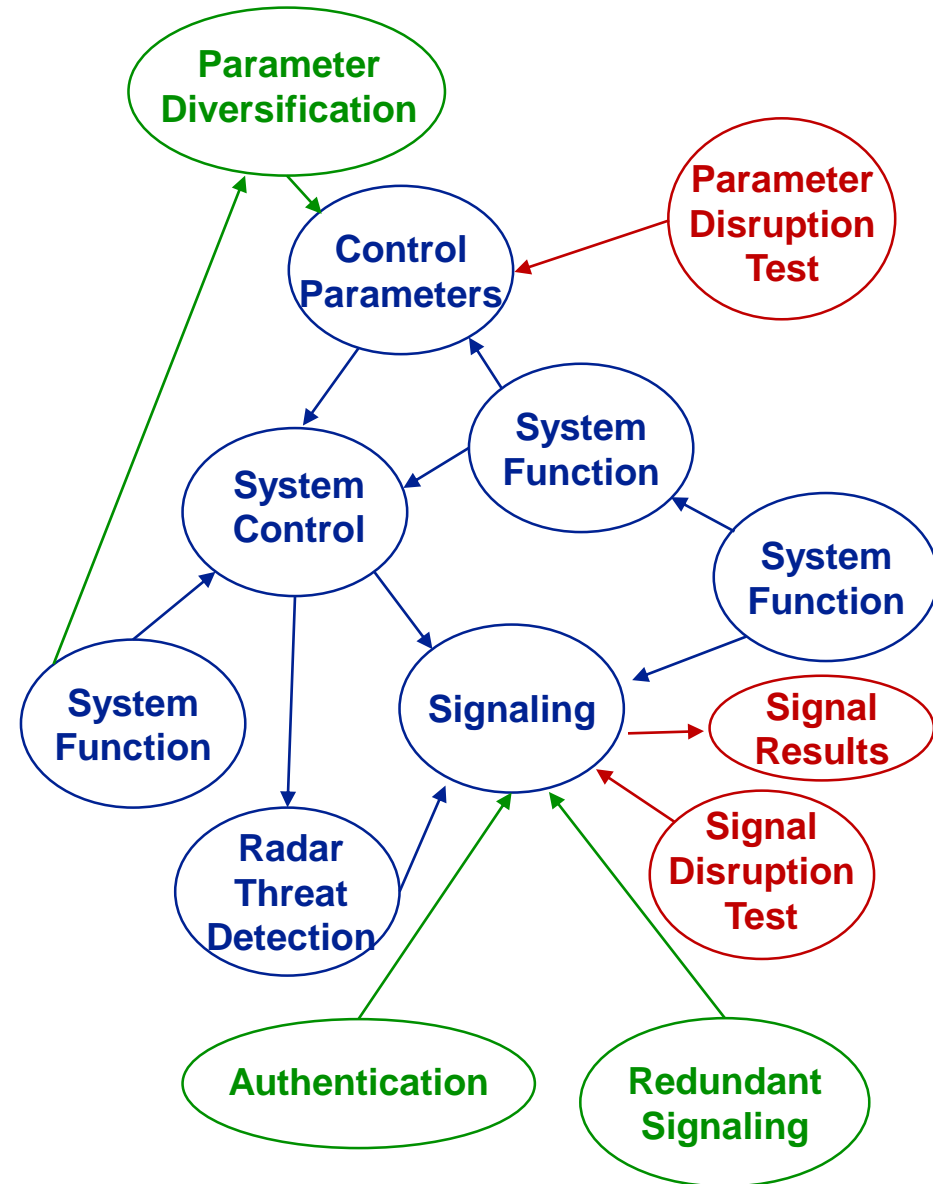 Parameter
Diversification
Parameter
Disruption
Test
Control
Parameters
System
Function
System
Control
System
Function
System
Function
Signaling
Signal
Results
Radar
Threat
Detection
Signal
Disruption
Test
Authentication
Redundant
Signaling